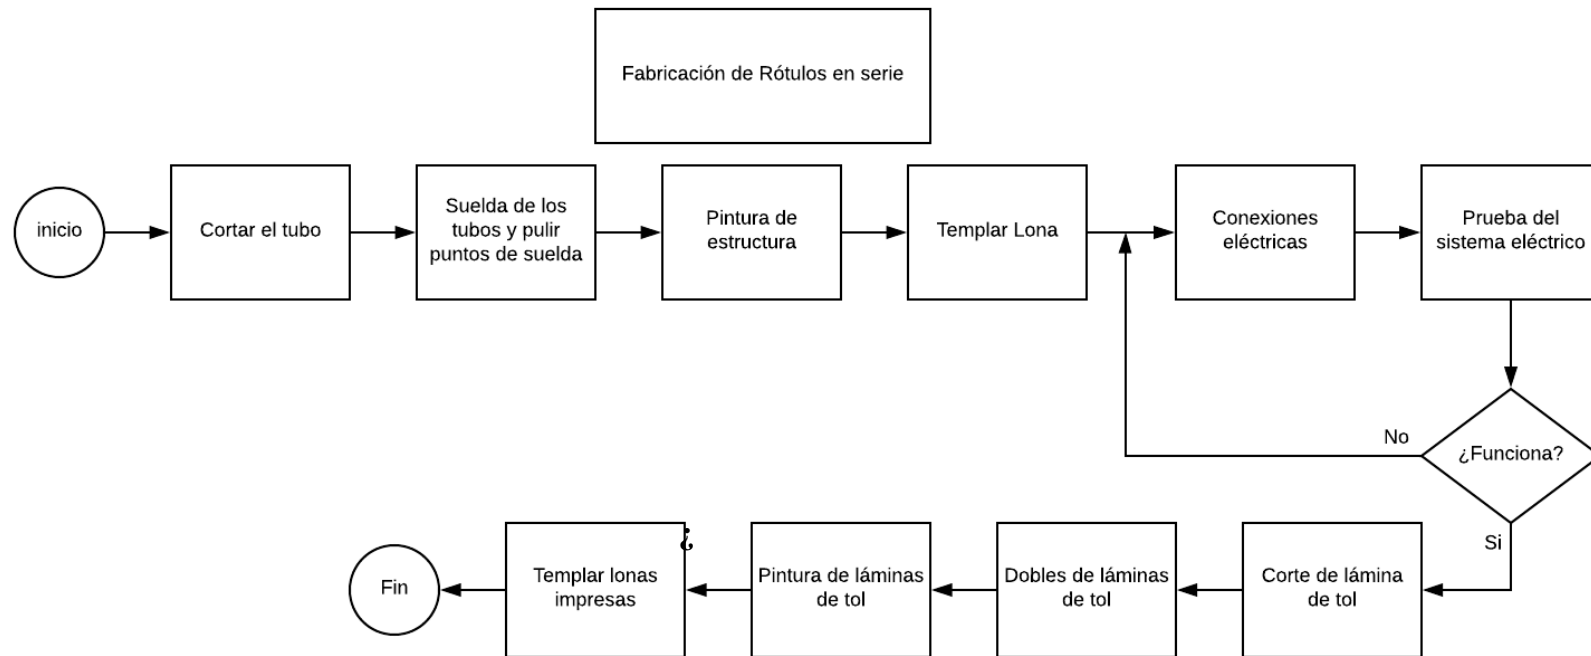 Fabricación de Rótulos en serie
inicio
Cortar el tubo
Suelda de los
tubos y pulir
puntos de suelda
Pintura de
estructura
Templar Lona
Conexiones
eléctricas
Prueba del
sistema eléctrico
¿Funciona?
No
Si
Corte de lámina
de tol
Dobles de láminas
de tol
Pintura de láminas
de tol
¿
Templar lonas
impresas
Fin